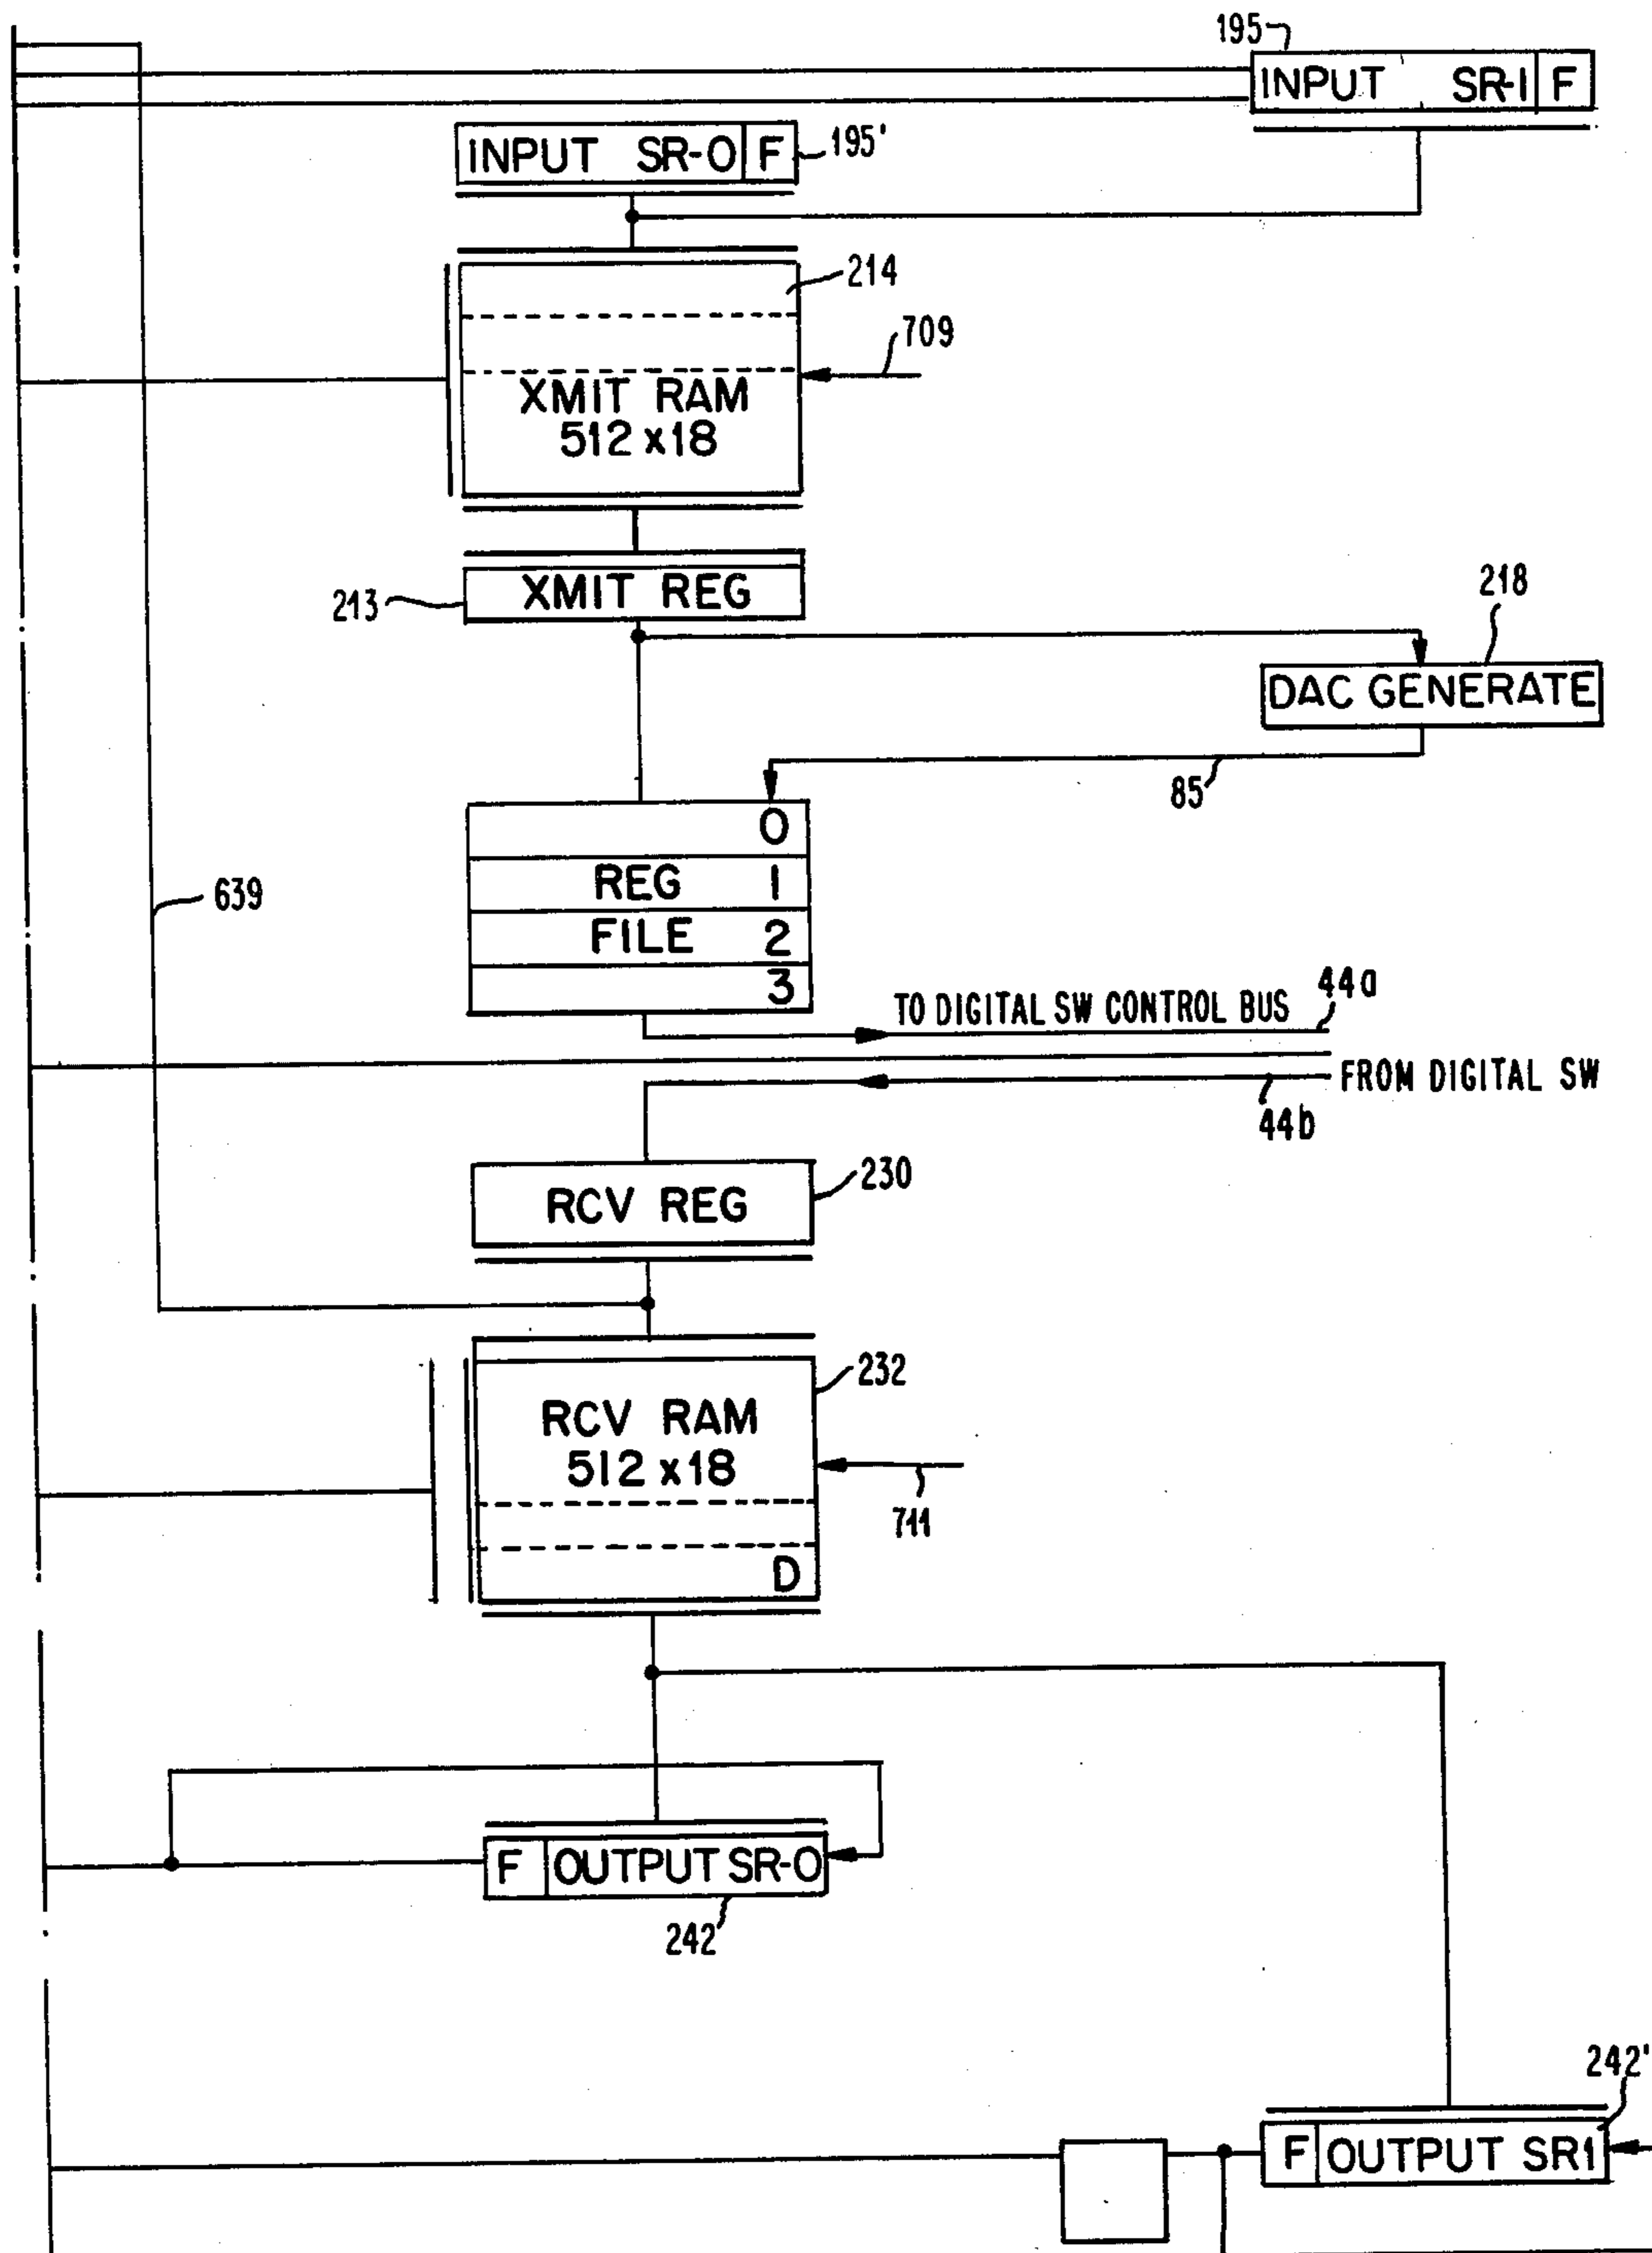 195
INPUT SR-1 F
INPUT SR-0 F
195'
214
709
XMIT RAM
512 x 18
213
XMIT REG
218
DAC GENERATE
85
0
REG 1
FILE 2
3
639
TO DIGITAL SW CONTROL BUS
44a
FROM DIGITAL SW
44b
230
RCV REG
232
RCV RAM
512 x 18
711
D
F OUTPUT SR-0
242
242'
F OUTPUT SR1